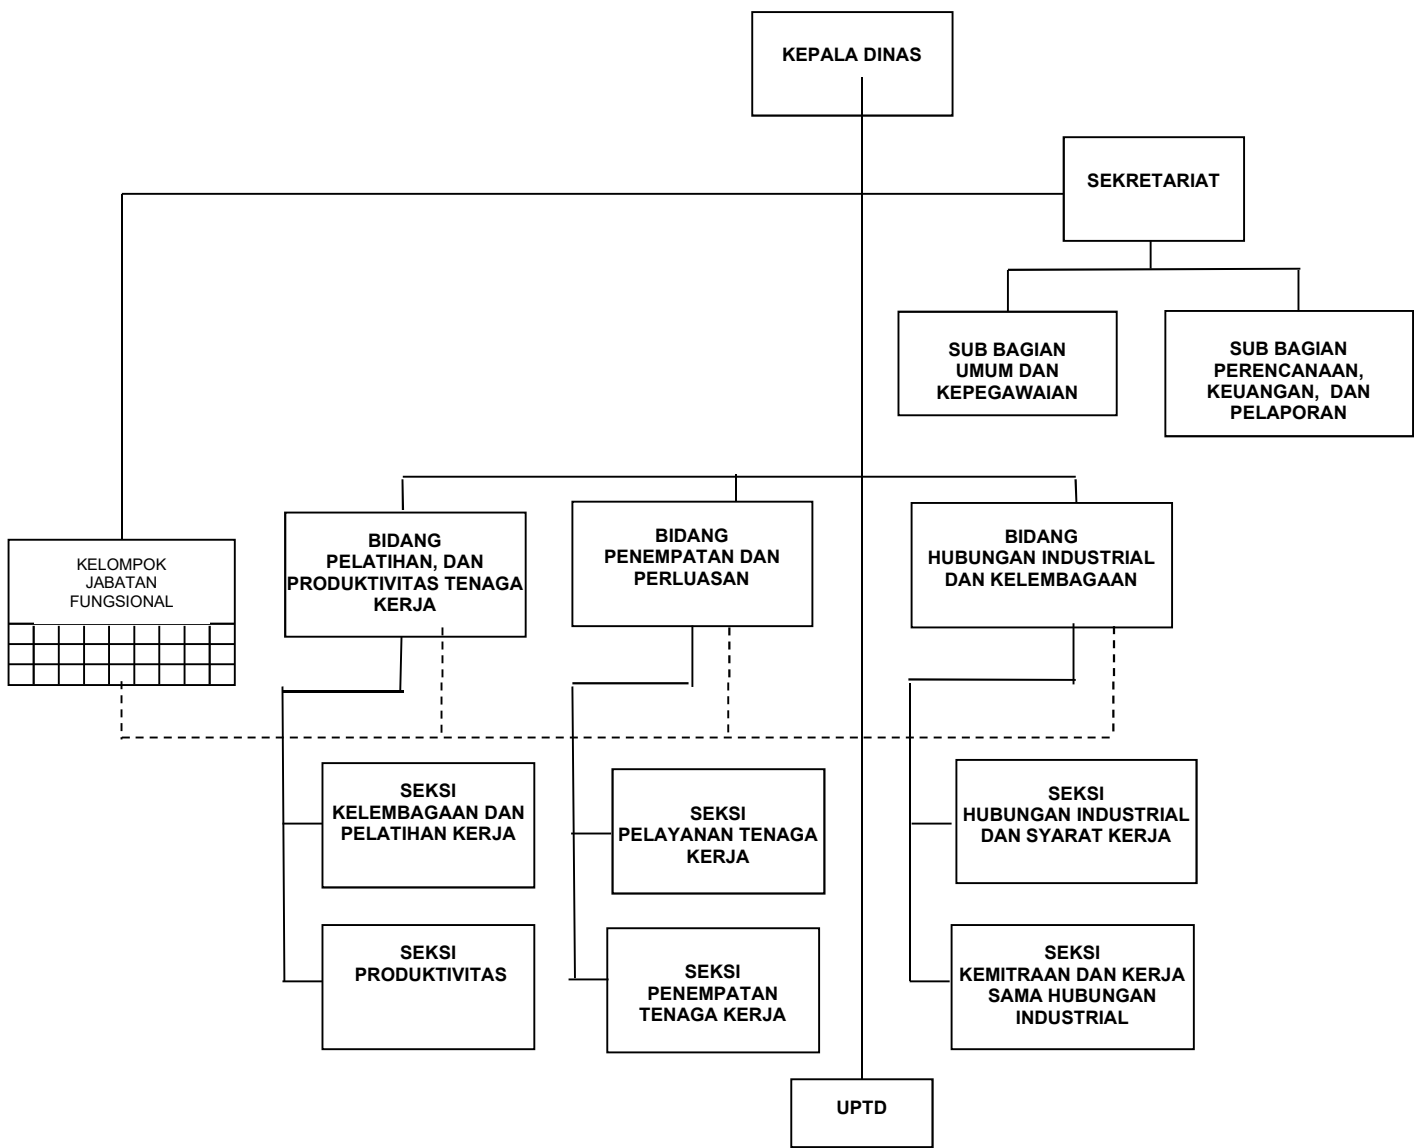 KEPALA DINAS
SEKRETARIAT
SUB BAGIAN
UMUM DAN
KEPEGAWAIAN
SUB BAGIAN
PERENCANAAN,
KEUANGAN, DAN
PELAPORAN
KELOMPOK
JABATAN
FUNGSIONAL
BIDANG
PELATIHAN, DAN
PRODUKTIVITAS TENAGA
KERJA
BIDANG
PENEMPATAN DAN
PERLUASAN
BIDANG
HUBUNGAN INDUSTRIAL
DAN KELEMBAGAAN
SEKSI
KELEMBAGAAN DAN
PELATIHAN KERJA
SEKSI
PELAYANAN TENAGA
KERJA
SEKSI
HUBUNGAN INDUSTRIAL
DAN SYARAT KERJA
SEKSI
PRODUKTIVITAS
SEKSI
PENEMPATAN
TENAGA KERJA
SEKSI
KEMITRAAN DAN KERJA
SAMA HUBUNGAN
INDUSTRIAL
UPTD